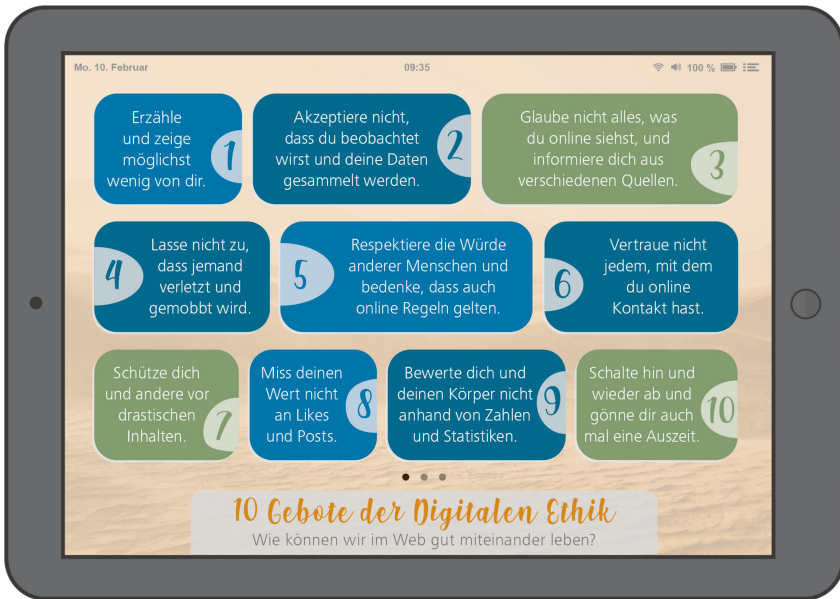 Mo. 10. Februar
09:35
100 %
Erzähle
und zeige
möglichst
wenig von dir.
1
Akzeptiere nicht,
dass du beobachtet
wirst und deine Daten
gesammelt werden.
2
Glaube nicht alles, was
du online siehst, und
informiere dich aus
verschiedenen Quellen.
3
4
Lasse nicht zu,
dass jemand
verletzt und
gemobbt wird.
5
Respektiere die Würde
anderer Menschen und
bedenke, dass auch
online Regeln gelten.
6
Vertraue nicht
jedem, mit dem
du online
Kontakt hast.
Schütze dich
und andere vor
drastischen
Inhalten.
7
Miss deinen
Wert nicht
an Likes
und Posts.
8
Bewerte dich und
deinen Körper nicht
anhand von Zahlen
und Statistiken.
9
Schalte hin und
wieder ab und
gönne dir auch
mal eine Auszeit.
10
10 Gebote der Digitalen Ethik
Wie können wir im Web gut miteinander leben?